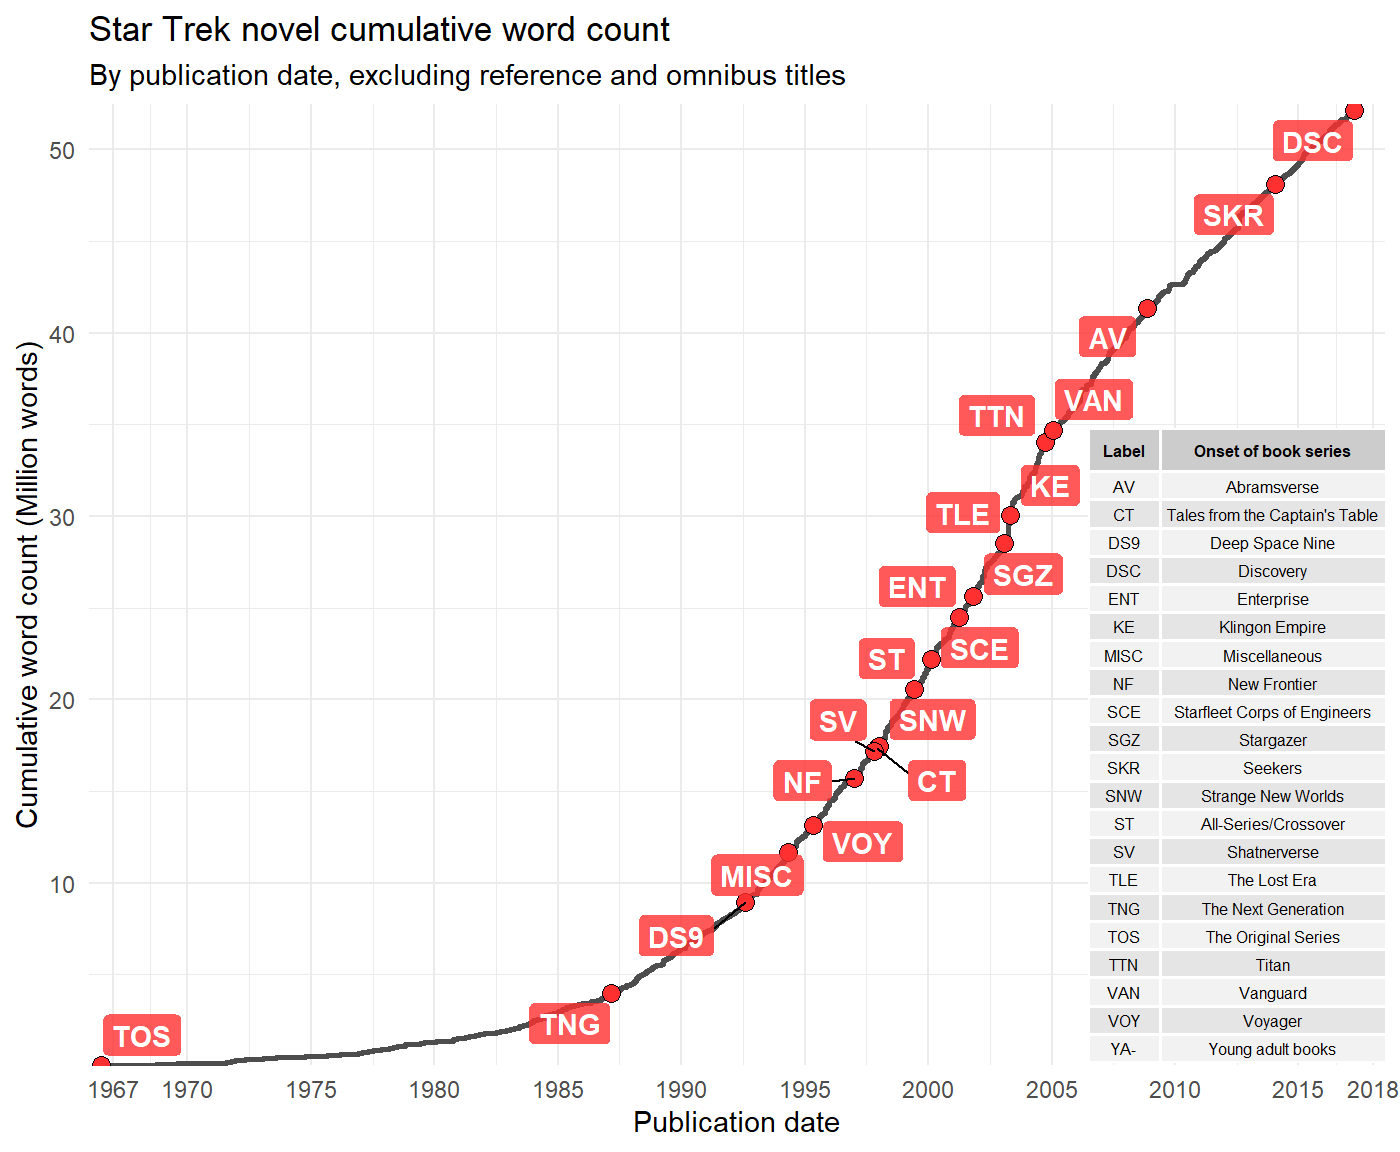 Star Trek novel cumulative word count
By publication date, excluding reference and omnibus titles
Cumulative word count (Million words)
50
40
30
20
10
DSC
SKR
AV
VAN
TTN
KE
TLE
SGZ
ENT
SCE
ST
SNW
SV
CT
NF
VOY
MISC
DS9
TNG
TOS
Label Onset of book series
AV Abramsverse
CT Tales from the Captain's Table
DS9 Deep Space Nine
DSC Discovery
ENT Enterprise
KE Klingon Empire
MISC Miscellaneous
NF New Frontier
SCE Starfleet Corps of Engineers
SGZ Stargazer
SKR Seekers
SNW Strange New Worlds
ST All-Series/Crossover
SV Shatnerverse
TLE The Lost Era
TNG The Next Generation
TOS The Original Series
TTN Titan
VAN Vanguard
VOY Voyager
YA- Young adult books
1967 1970 1975 1980 1985 1990 1995 2000 2005 2010 2015 2018
Publication date